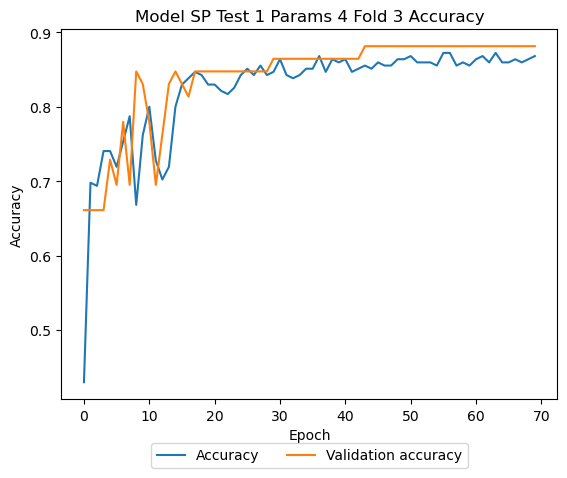 Model SP Test 1 Params 4 Fold 3 Accuracy
0.9
0.8
0.7
0.6
0.5
Accuracy
0 10 20 30 40 50 60 70
Epoch
Accuracy Validation accuracy